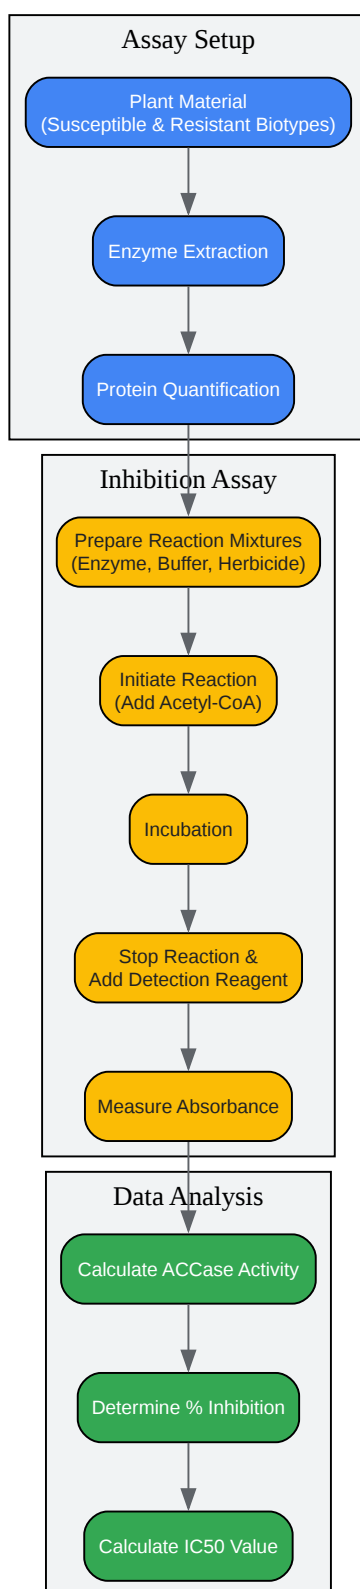 Assay Setup
Plant Material
(Susceptible & Resistant Biotypes)
Enzyme Extraction
Protein Quantification
Inhibition Assay
Prepare Reaction Mixtures
(Enzyme, Buffer, Herbicide)
Initiate Reaction
(Add Acetyl-CoA)
Incubation
Stop Reaction &
Add Detection Reagent
Measure Absorbance
Data Analysis
Calculate ACCase Activity
Determine % Inhibition
Calculate IC50 Value